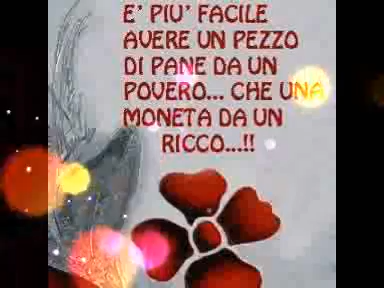 E' PIU' FACILE
AVERE UN PEZZO
DI PANE DA UN
POVERO... CHE UNA
MONETA DA UN
RICCO...!!